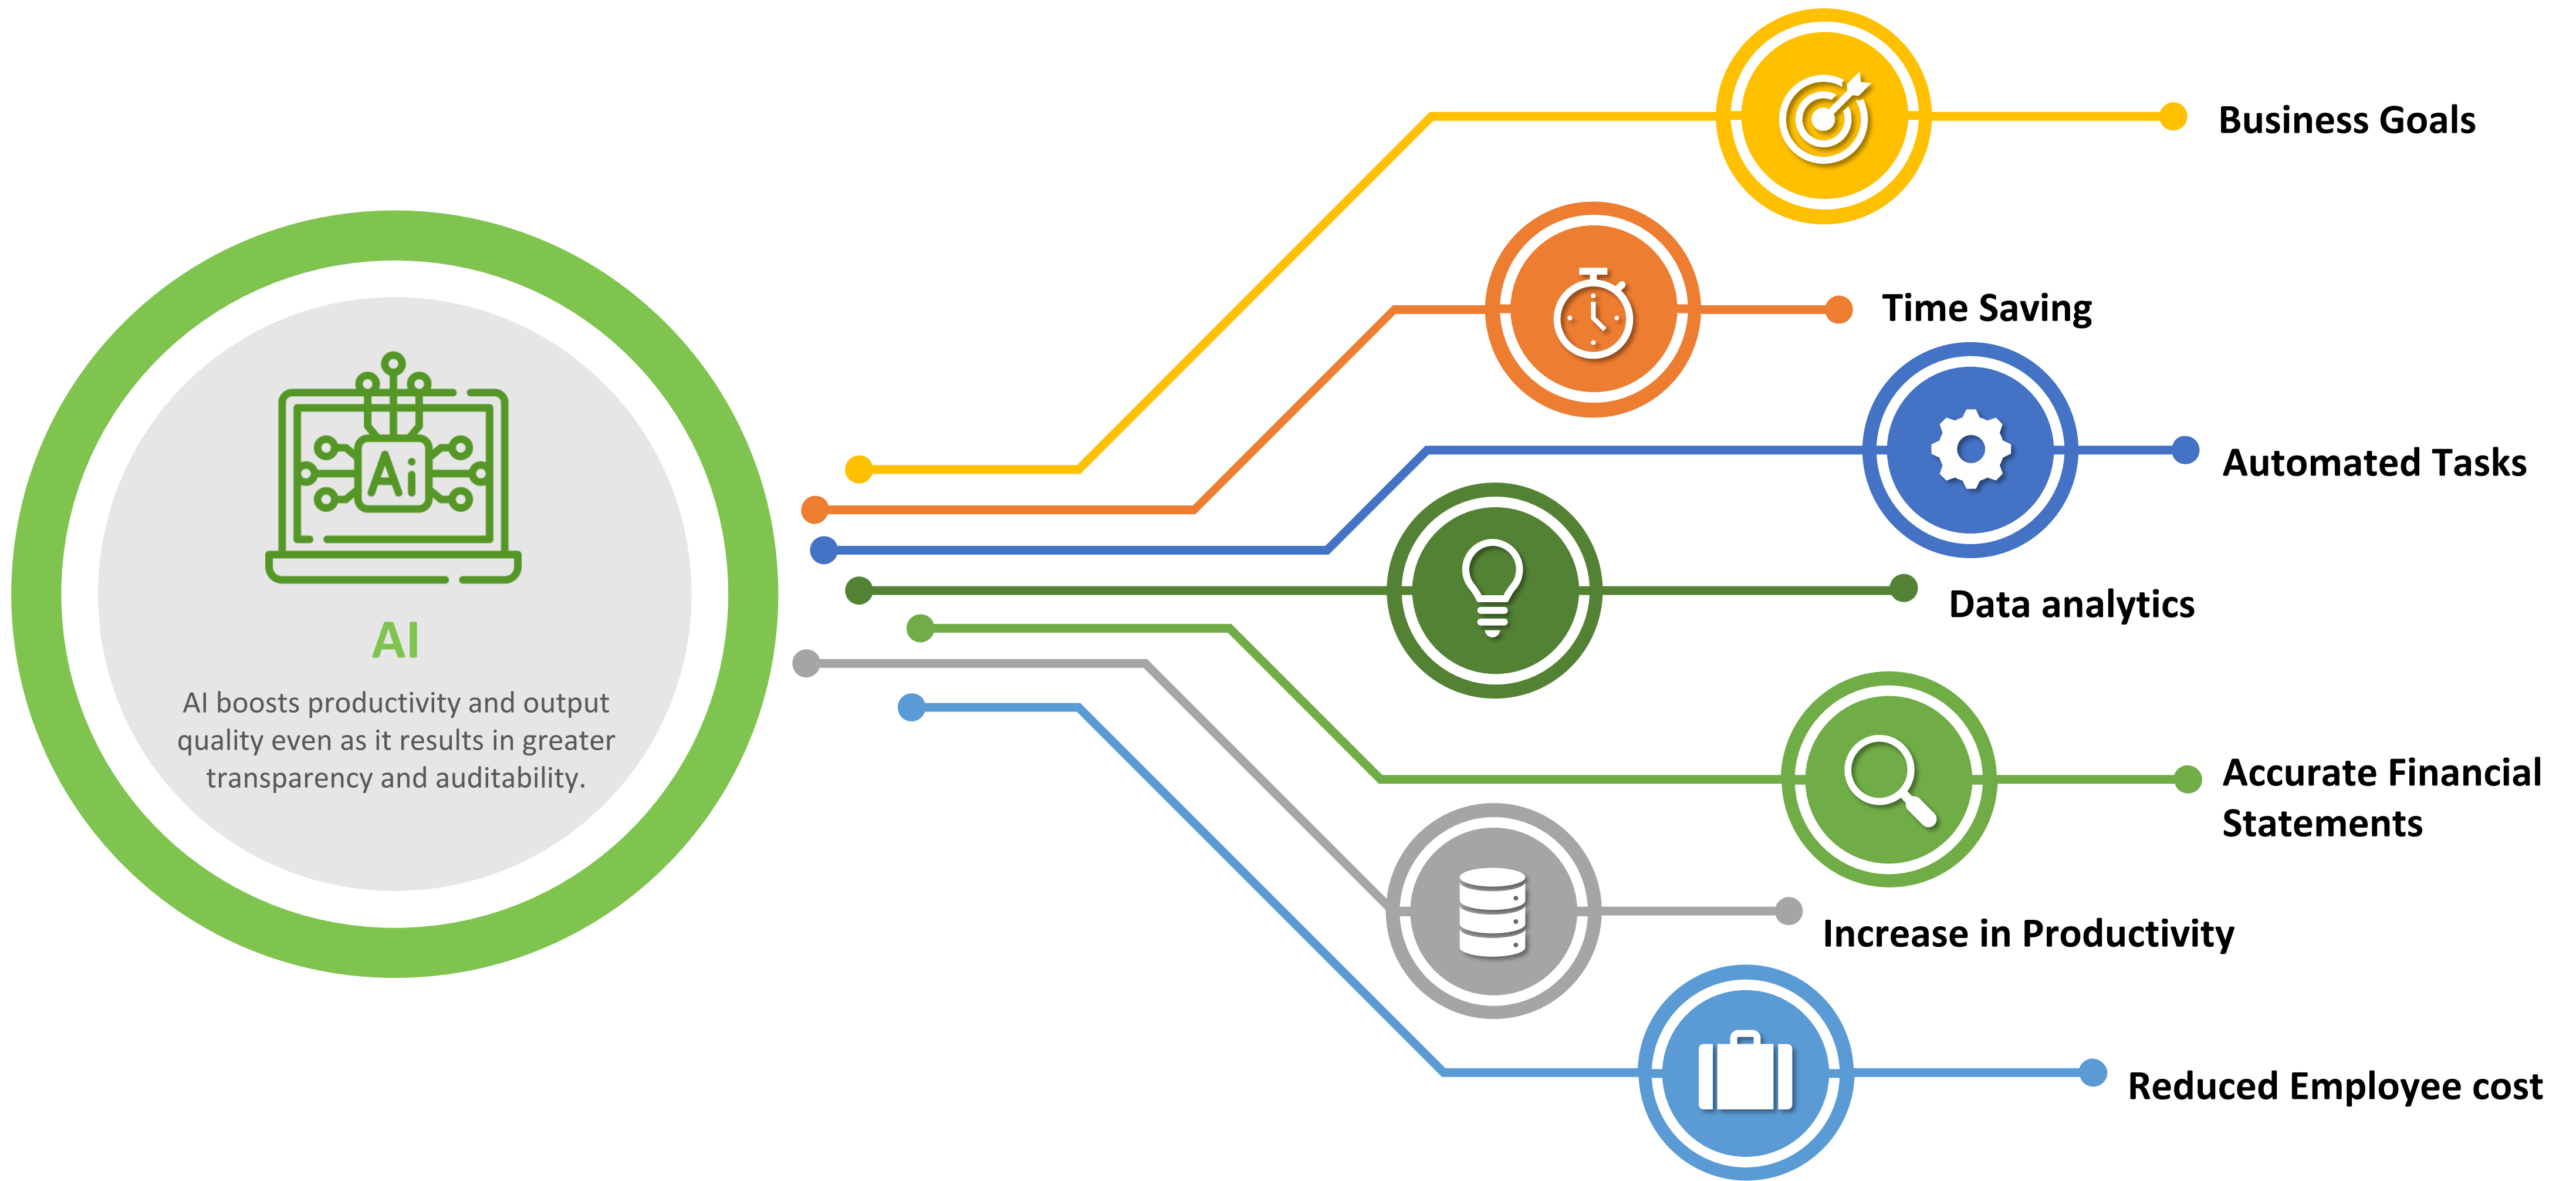 Ai
AI
AI boosts productivity and output
quality even as it results in greater
transparency and auditability.
Business Goals
Time Saving
Automated Tasks
Data analytics
Accurate Financial
Statements
Increase in Productivity
Reduced Employee cost